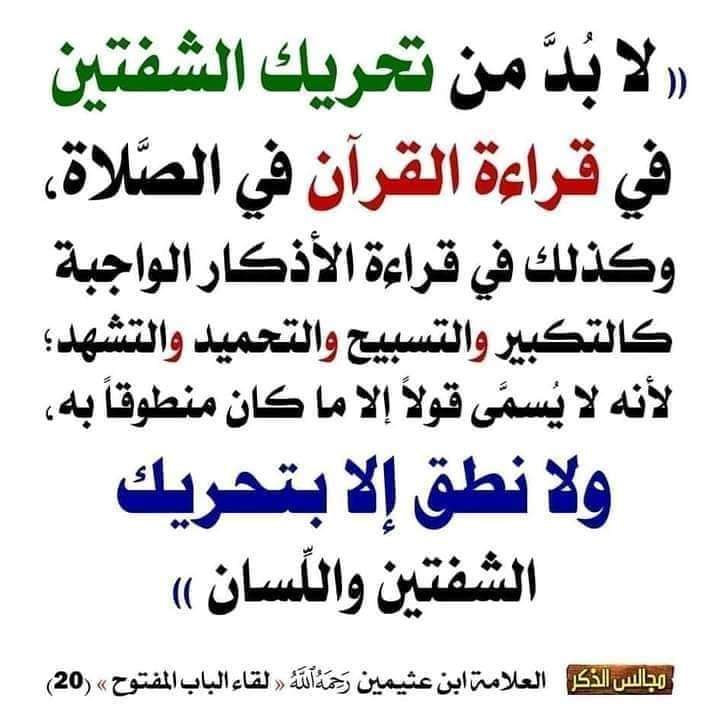 (( لا بُدَّ من تحريك الشفتين
في قراءة القرآن في الصَّلاة،
وكذلك في قراءة الأذكار الواجبة
كالتكبير والتسبيح والتحميد والتشهد؛
لأنه لا يُسمَّى قولاً إلا ما كان منطوقاً به،
ولا نطق إلا بتحريك
الشفتين واللِّسان ))
مجالس الذكر العلامة ابن عثيمين رَحِمَهُ ٱللَّهُ « لقاء الباب المفتوح » (20)